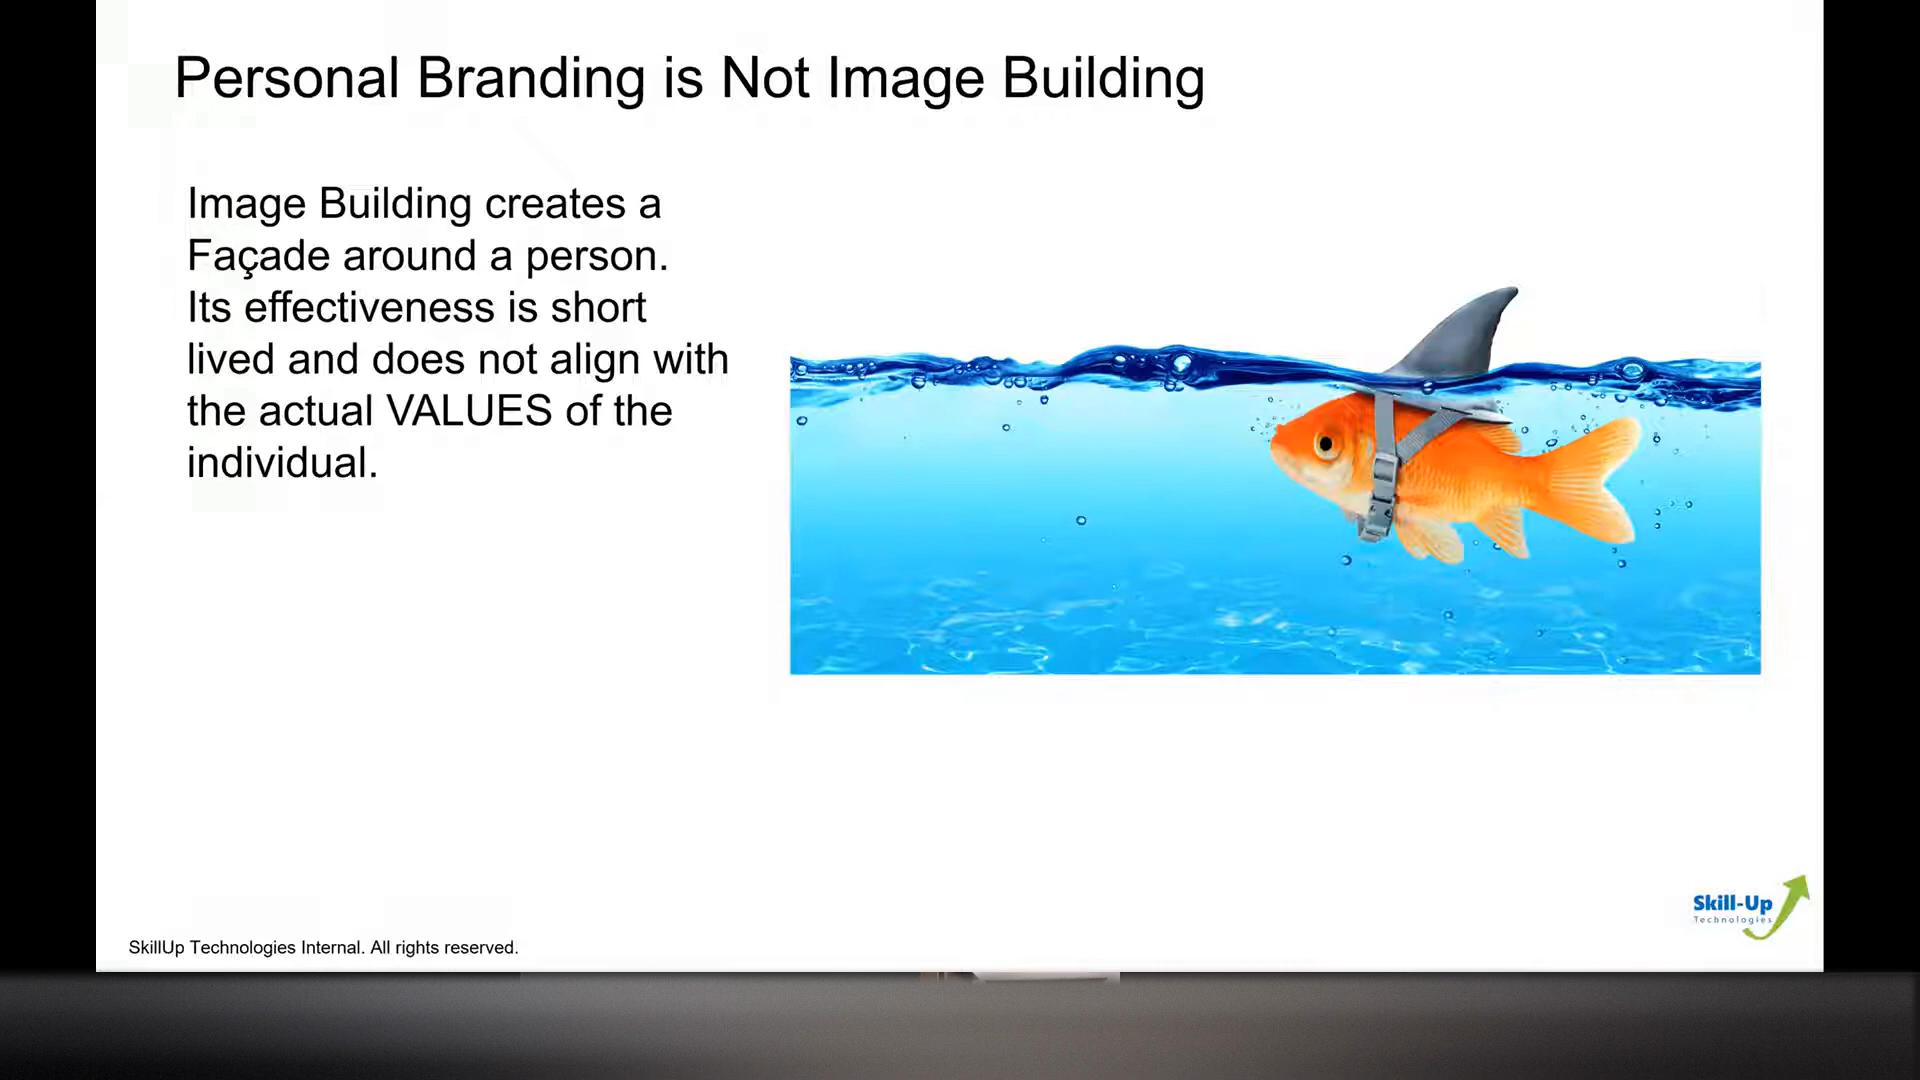 Personal Branding is Not Image Building
Image Building creates a
Façade around a person.
Its effectiveness is short
lived and does not align with
the actual VALUES of the
individual.
Skill-Up
Technologies
SkillUp Technologies Internal. All rights reserved.